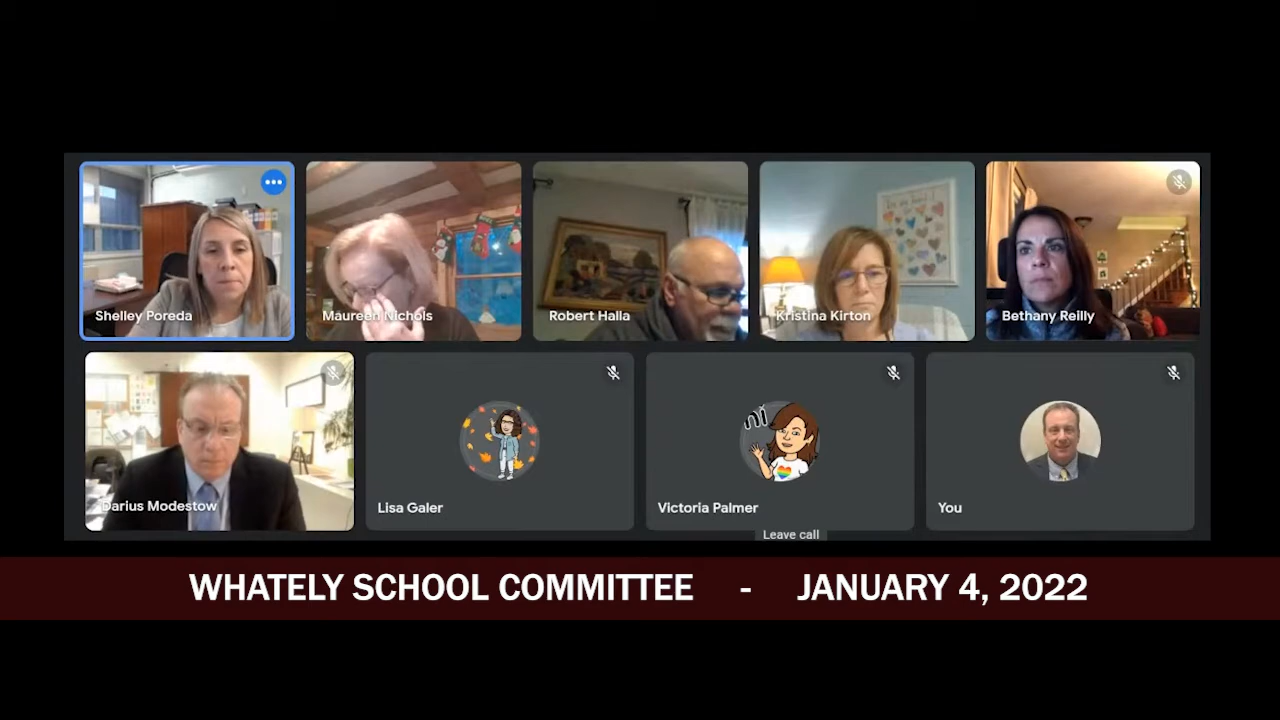 Shelley Poreda
Maureen Nichols
Robert Halla
Kristina Kirton
Bethany Reilly
Darius Modestow
hi
Lisa Galer
Victoria Palmer
You
Leave call
WHATELY SCHOOL COMMITTEE - JANUARY 4, 2022